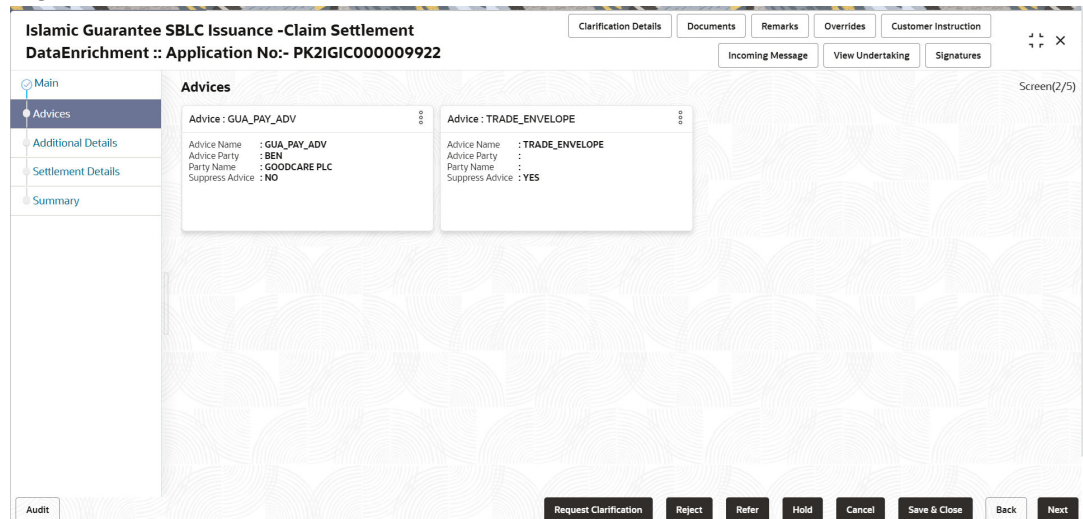 Islamic Guarantee SBLC Issuance -Claim Settlement
DataEnrichment :: Application No:- PK2IGIC000009922
Clarification Details
Documents
Remarks
Overrides
Customer Instruction
Incoming Message
View Undertaking
Signatures
Main
Advices
Additional Details
Settlement Details
Summary
Advices
Screen(2/5)
Advice : GUA_PAY_ADV
Advice Name : GUA_PAY_ADV
Advice Party : BEN
Party Name : GOODCARE PLC
Suppress Advice : NO
Advice : TRADE_ENVELOPE
Advice Name : TRADE_ENVELOPE
Advice Party :
Party Name :
Suppress Advice : YES
Audit
Request Clarification
Reject
Refer
Hold
Cancel
Save & Close
Back
Next